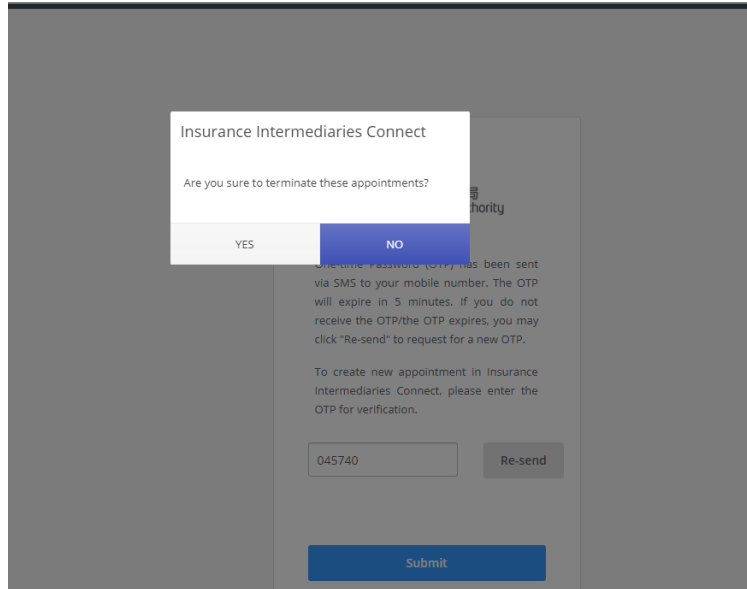 Insurance Intermediaries Connect
Are you sure to terminate these appointments?
局
thority
YES
NO
One-time Password (OTP) has been sent
via SMS to your mobile number. The OTP
will expire in 5 minutes. If you do not
receive the OTP/the OTP expires, you may
click "Re-send" to request for a new OTP.
To create new appointment in Insurance
Intermediaries Connect, please enter the
OTP for verification.
045740
Re-send
Submit